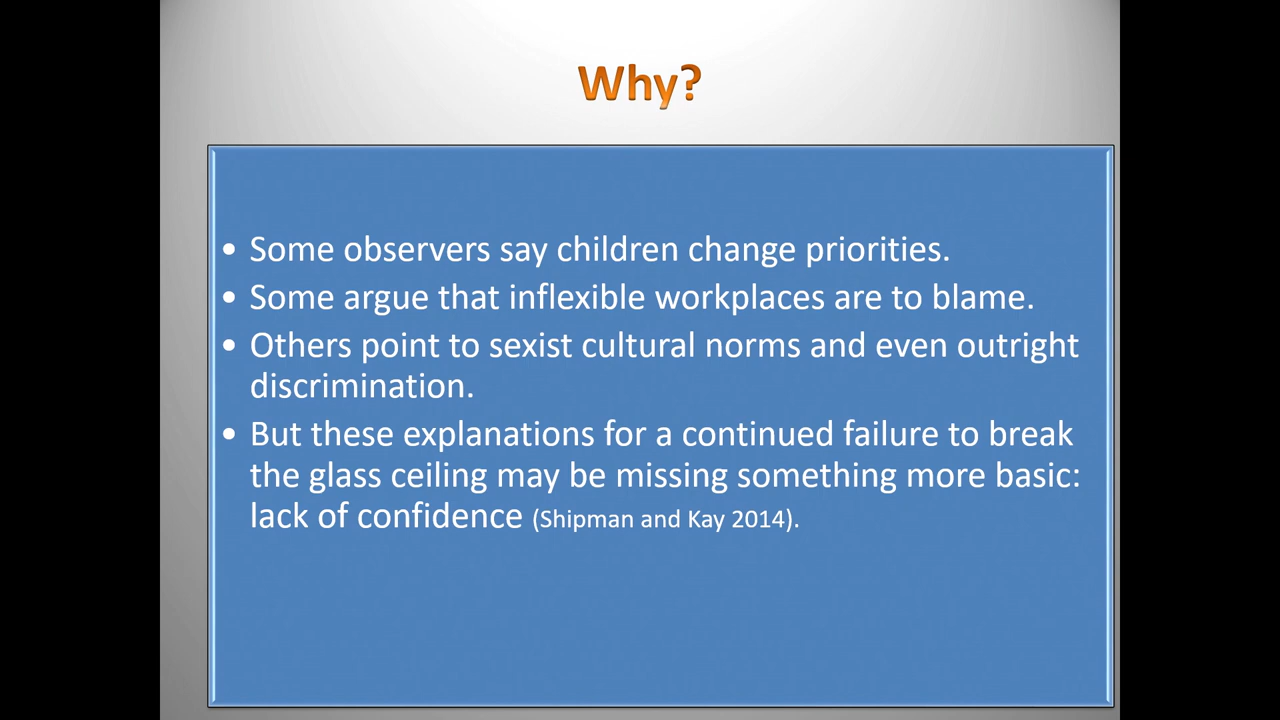 Why?
• Some observers say children change priorities.
• Some argue that inflexible workplaces are to blame.
• Others point to sexist cultural norms and even outright
discrimination.
• But these explanations for a continued failure to break
the glass ceiling may be missing something more basic:
lack of confidence (Shipman and Kay 2014).